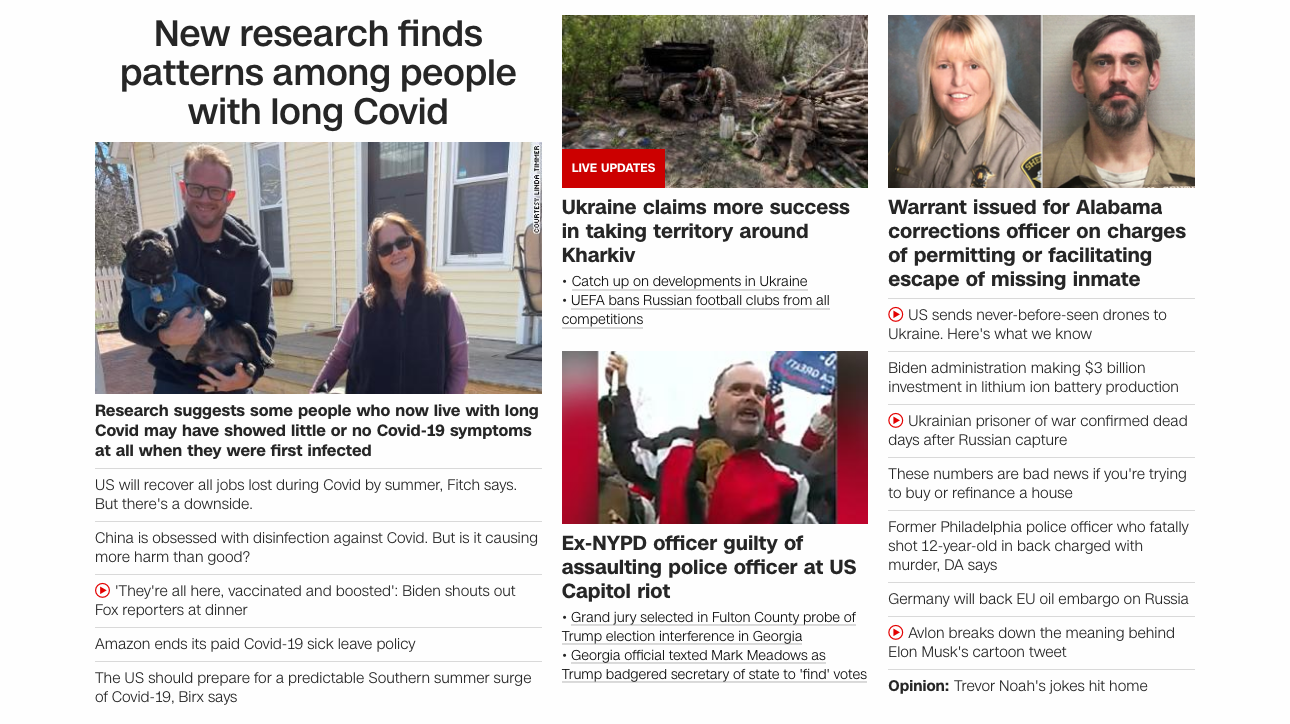 New research finds
patterns among people
with long Covid
COURTESY LINDA TIMMER
Research suggests some people who now live with long
Covid may have showed little or no Covid-19 symptoms
at all when they were first infected
US will recover all jobs lost during Covid by summer, Fitch says.
But there's a downside.
China is obsessed with disinfection against Covid. But is it causing
more harm than good?
'They're all here, vaccinated and boosted': Biden shouts out
Fox reporters at dinner
Amazon ends its paid Covid-19 sick leave policy
The US should prepare for a predictable Southern summer surge
of Covid-19, Birx says
LIVE UPDATES
Ukraine claims more success
in taking territory around
Kharkiv
• Catch up on developments in Ukraine
• UEFA bans Russian football clubs from all
competitions
Ex-NYPD officer guilty of
assaulting police officer at US
Capitol riot
• Grand jury selected in Fulton County probe of
Trump election interference in Georgia
• Georgia official texted Mark Meadows as
Trump badgered secretary of state to 'find' votes
Warrant issued for Alabama
corrections officer on charges
of permitting or facilitating
escape of missing inmate
US sends never-before-seen drones to
Ukraine. Here's what we know
Biden administration making $3 billion
investment in lithium ion battery production
Ukrainian prisoner of war confirmed dead
days after Russian capture
These numbers are bad news if you're trying
to buy or refinance a house
Former Philadelphia police officer who fatally
shot 12-year-old in back charged with
murder, DA says
Germany will back EU oil embargo on Russia
Avlon breaks down the meaning behind
Elon Musk's cartoon tweet
Opinion: Trevor Noah's jokes hit home